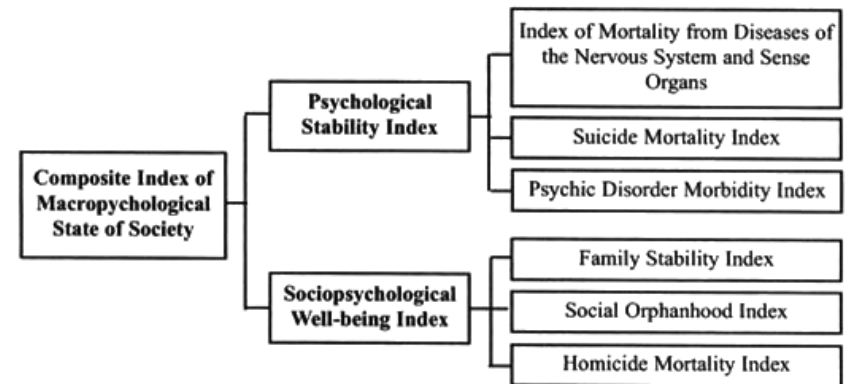 Composite Index of
Macropychological
State of Society
Psychological
Stability Index
Index of Mortality from Diseases of
the Nervous System and Sense
Organs
Suicide Mortality Index
Psychic Disorder Morbidity Index
Sociopsychological
Well-being Index
Family Stability Index
Social Orphanhood Index
Homicide Mortality Index